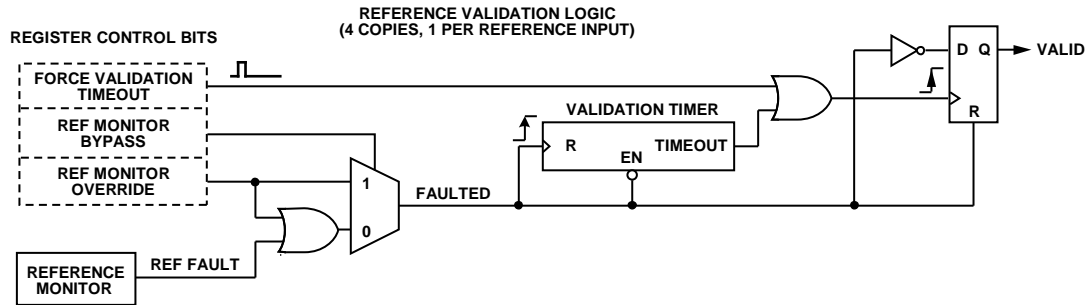 REFERENCE VALIDATION LOGIC
(4 COPIES, 1 PER REFERENCE INPUT)
REGISTER CONTROL BITS
FORCE VALIDATION
TIMEOUT
REF MONITOR
BYPASS
REF MONITOR
OVERRIDE
REFERENCE
MONITOR
REF FAULT
1
0
FAULTED
VALIDATION TIMER
R
EN
TIMEOUT
D Q
R
VALID